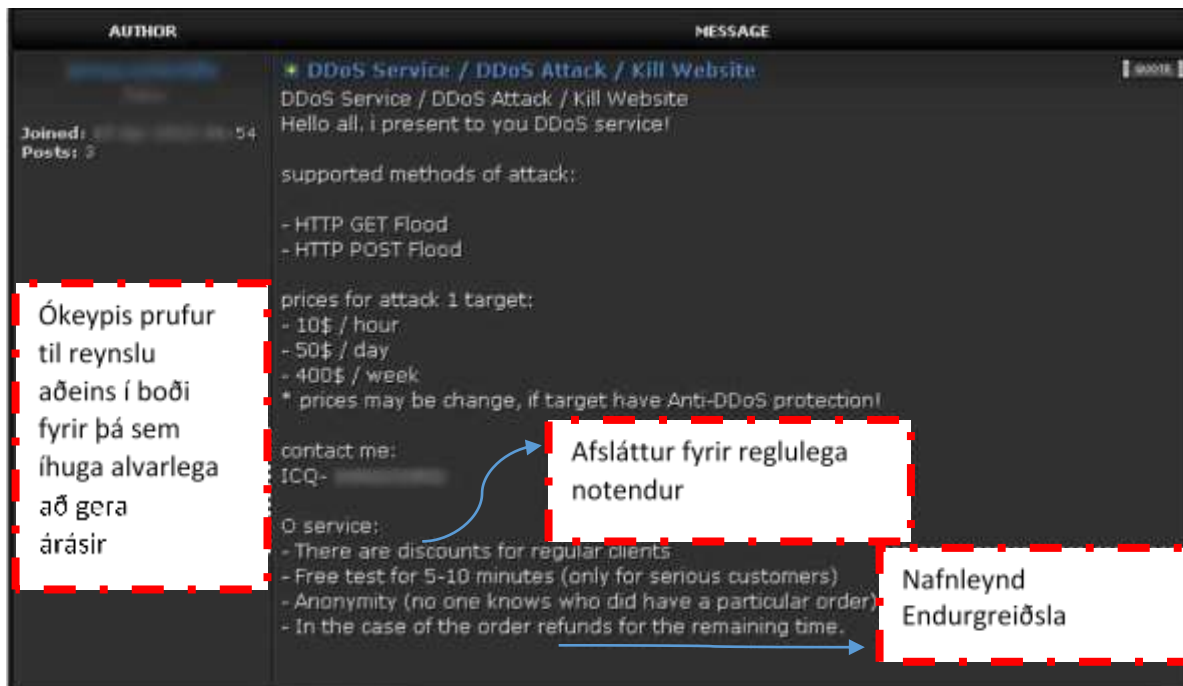 AUTHOR
MESSAGE
Joined: 54
Posts: 3
DDoS Service / DDoS Attack / Kill Website
QUOTE
DDoS Service / DDoS Attack / Kill Website
Hello all. i present to you DDoS service!
supported methods of attack:
- HTTP GET Flood
- HTTP POST Flood
prices for attack 1 target:
- 10$ / hour
- 50$ / day
- 400$ / week
* prices may be change, if target have Anti-DDoS protection!
contact me:
ICQ-
O service:
- There are discounts for regular clients
- Free test for 5-10 minutes (only for serious customers)
- Anonymity (no one knows who did have a particular order)
- In the case of the order refunds for the remaining time.
Ókeypis prufur
til reynslu
aðeins í boði
fyrir þá sem
íhuga alvarlega
að gera
árásir
Afsláttur fyrir reglulega
notendur
Nafnleynd
Endurgreiðsla